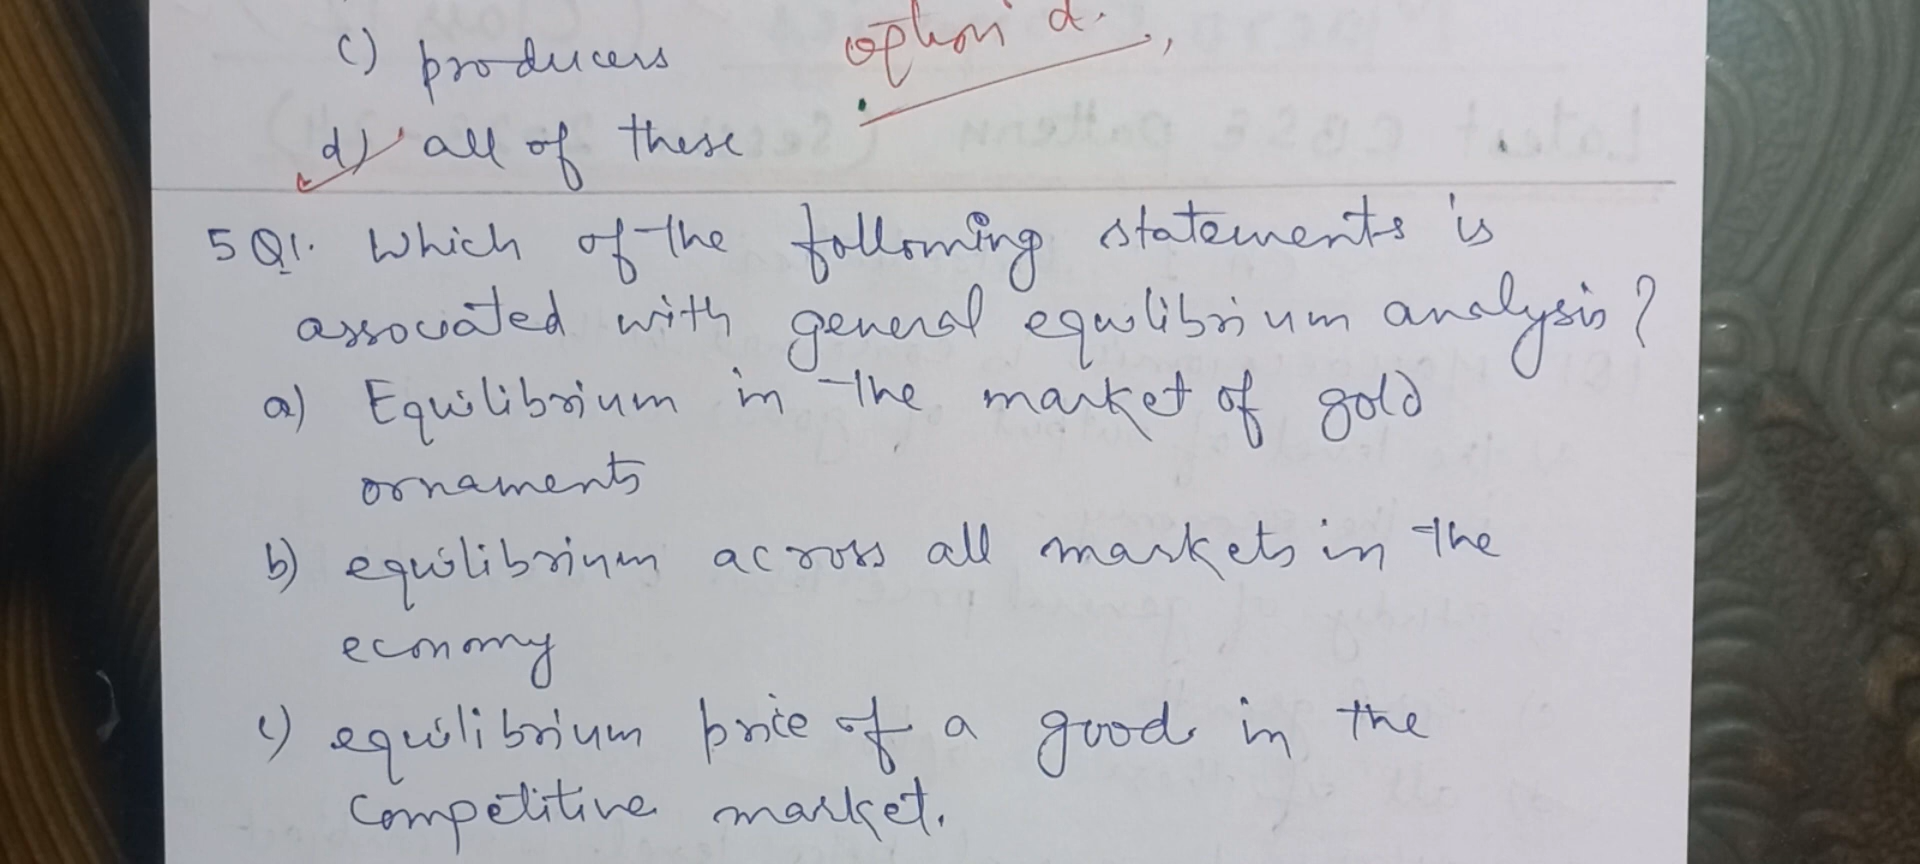 c) producers
option d.
d) all of these
5 Q1. Which of the following statements is
associated with general equilibrium analysis?
a) Equilibrium in the market of gold
ornaments
b) equilibrium across all markets in the
economy
c) equilibrium price of a good in the
competitive market.